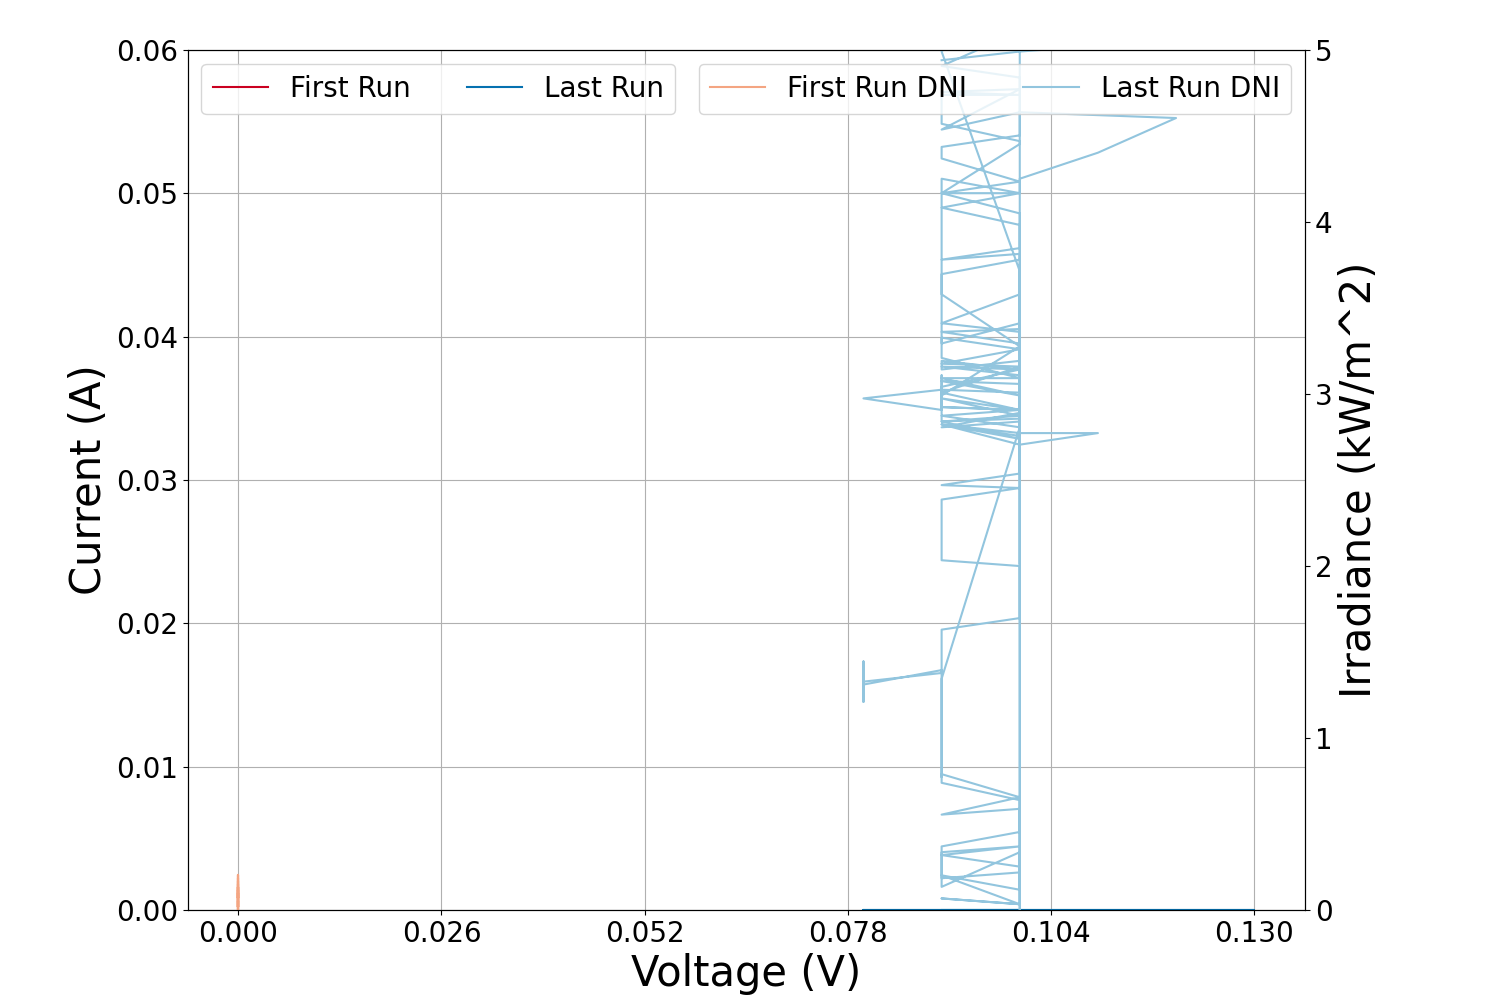 First Run
Last Run
First Run DNI
Last Run DNI
0.06
0.05
0.04
0.03
0.02
0.01
0.00
Current (A)
5
4
3
2
1
0
Irradiance (kW/m^2)
0.000
0.026
0.052
0.078
0.104
0.130
Voltage (V)